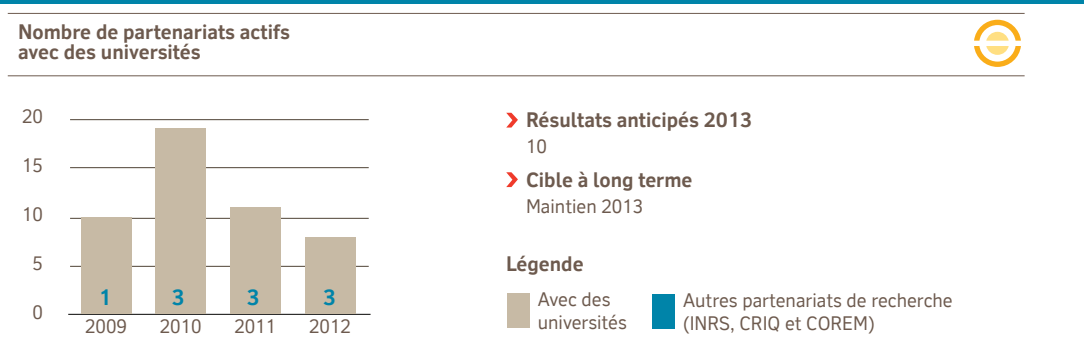 Nombre de partenariats actifs
avec des universités
20
15
10
5
0
1
3
3
3
2009
2010
2011
2012
Résultats anticipés 2013
10
Cible à long terme
Maintien 2013
Légende
Avec des
universités
Autres partenariats de recherche
(INRS, CRIQ et COREM)